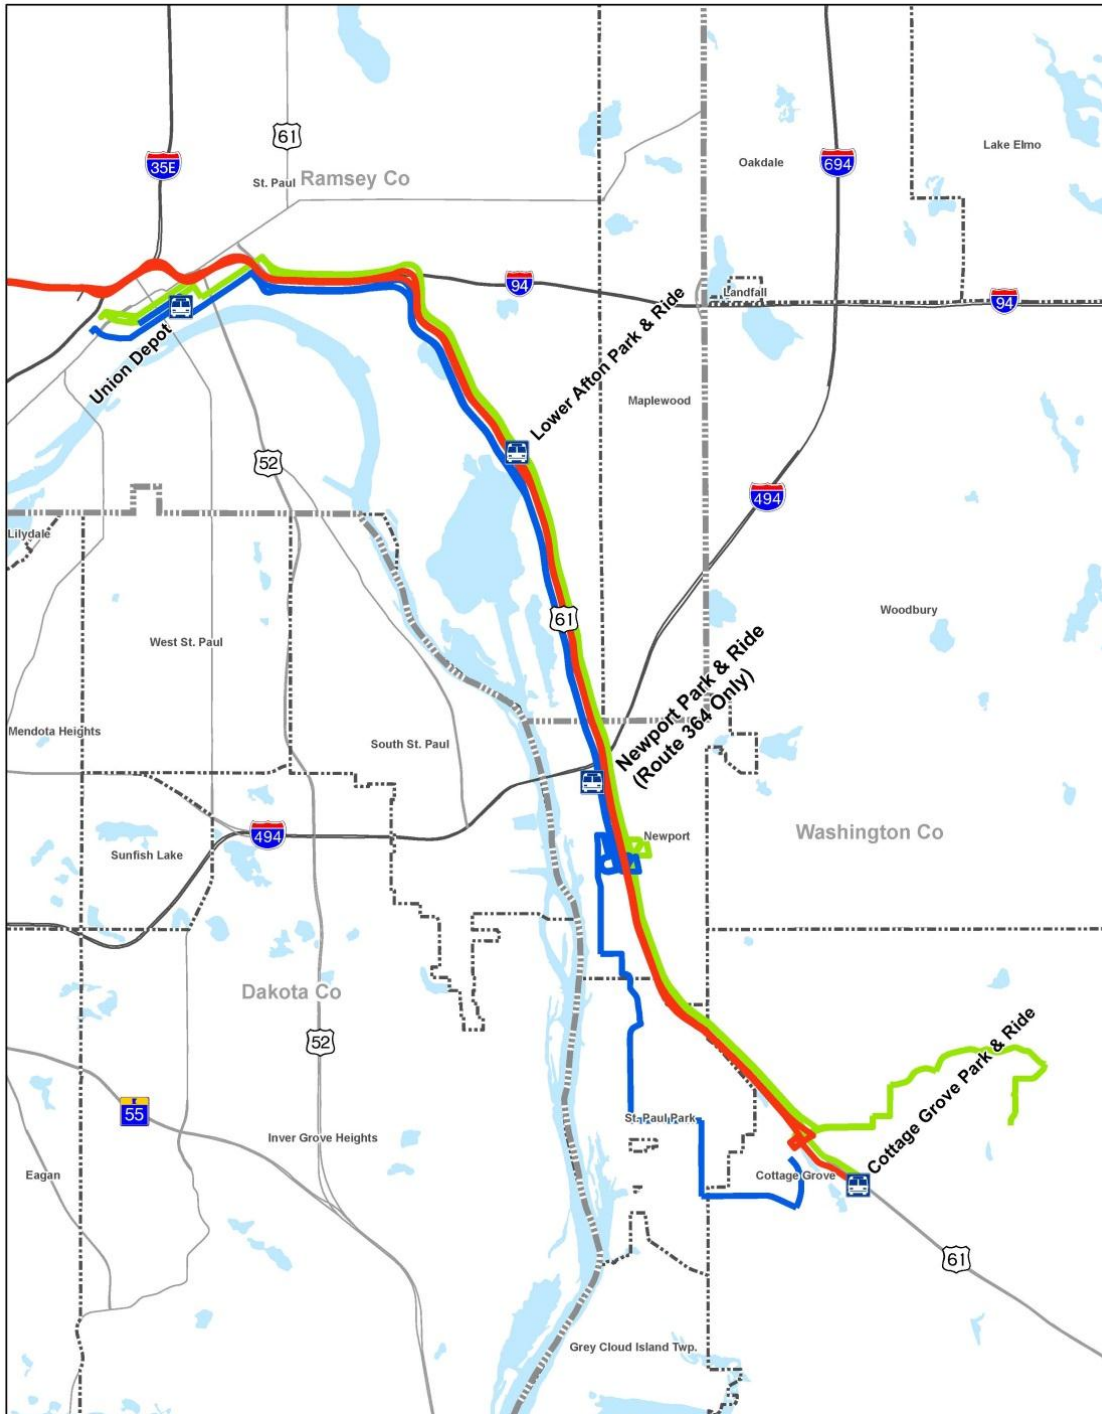 61
35E
St. Paul
Ramsey Co
Oakdale
694
Lake Elmo
94
Landfall
94
Union Depot
Lower Afton Park & Ride
Maplewood
52
494
Lilydale
61
Woodbury
West St. Paul
Newport Park & Ride
(Route 364 Only)
Mendota Heights
South St. Paul
494
Newport
Washington Co
Sunfish Lake
Dakota Co
52
Cottage Grove Park & Ride
55
St. Paul Park
Inver Grove Heights
Eagan
Cottage Grove
61
Grey Cloud Island Twp.